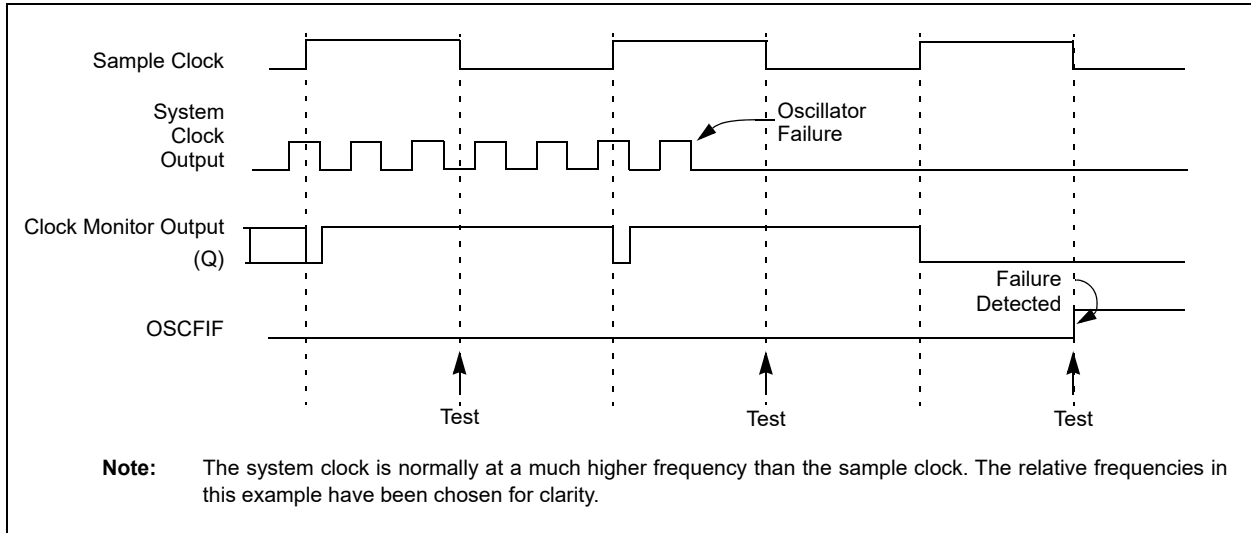 Sample Clock
System
Clock
Output
Oscillator
Failure
Clock Monitor Output
(Q)
Failure
Detected
OSCFIF
Test
Test
Test
Note: The system clock is normally at a much higher frequency than the sample clock. The relative frequencies in
this example have been chosen for clarity.